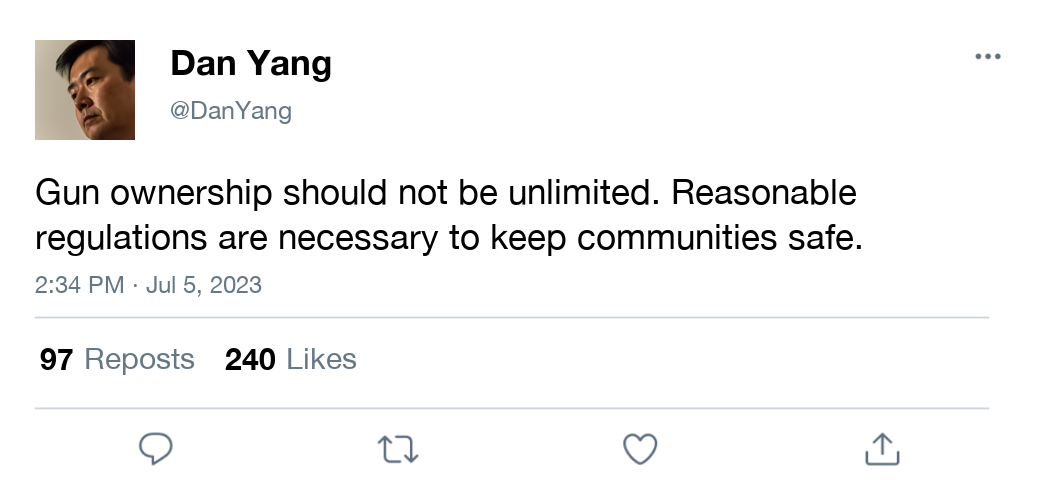 Dan Yang
@DanYang
Gun ownership should not be unlimited. Reasonable
regulations are necessary to keep communities safe.
2:34 PM · Jul 5, 2023
97 Reposts 240 Likes